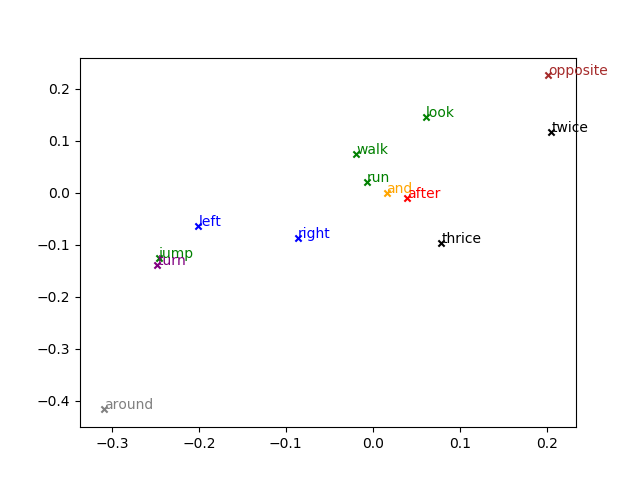 opposite
look
twice
walk
run
and
after
left
right
thrice
jump
turn
around
0.2
0.1
0.0
−0.1
−0.2
−0.3
−0.4
−0.3 −0.2 −0.1 0.0 0.1 0.2